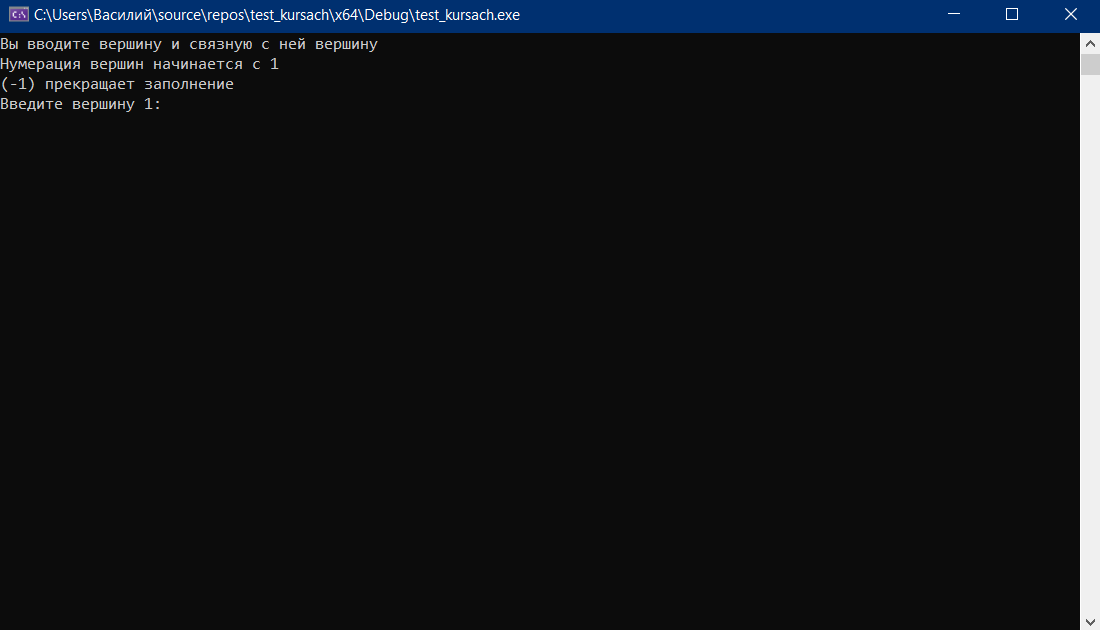 C:\Users\Василий\source\repos\test_kursach\x64\Debug\test_kursach.exe
Вы вводите вершину и связную с ней вершину
Нумерация вершин начинается с 1
(-1) прекращает заполнение
Введите вершину 1: